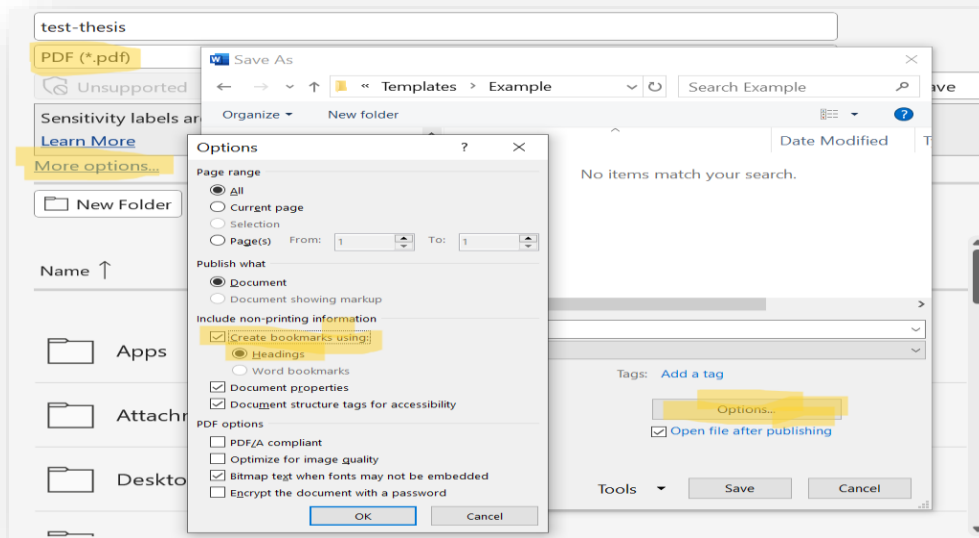 test-thesis
PDF (*.pdf)
Unsupported
ave
Sensitivity labels ar
Learn More
More options...
New Folder
Name
Apps
Attachm
Deskto
Save As
« Templates > Example
Search Example
Organize
New folder
?
Date Modified
T
No items match your search.
Tags: Add a tag
Options...
Open file after publishing
Tools
Save
Cancel
Options
?
Page range
All
Current page
Selection
Page(s) From: 1 To: 1
Publish what
Document
Document showing markup
Include non-printing information
Create bookmarks using:
Headings
Word bookmarks
Document properties
Document structure tags for accessibility
PDF options
PDF/A compliant
Optimize for image quality
Bitmap text when fonts may not be embedded
Encrypt the document with a password
OK
Cancel